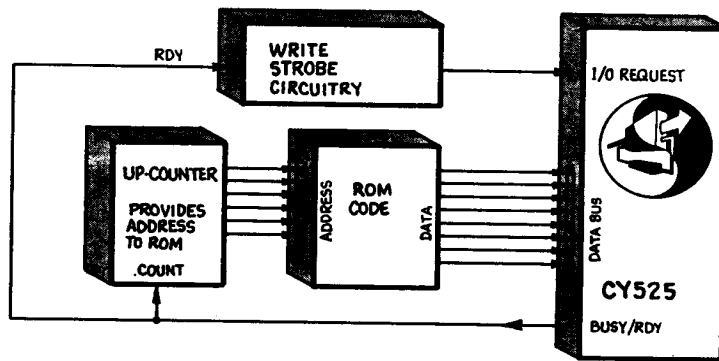 RDY
WRITE
STROBE
CIRCUITRY
I/O REQUEST
UP-COUNTER
PROVIDES
ADDRESS
TO ROM
.COUNT
ADDRESS
ROM
CODE
DATA
DATA BUS
CY525
BUSY/RDY